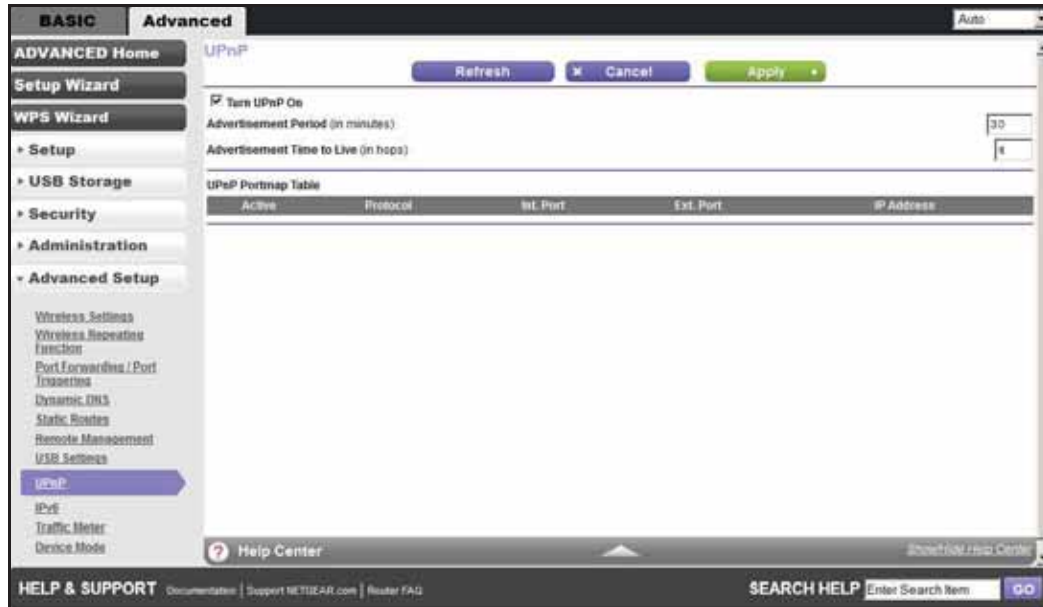 BASIC
Advanced
Auto
ADVANCED Home
Setup Wizard
WPS Wizard
Setup
USB Storage
Security
Administration
Advanced Setup
Wireless Settings
Wireless Repeating
Function
Port Forwarding / Port
Triggering
Dynamic DNS
Static Routes
Remote Management
USB Settings
UPnP
IPv6
Traffic Meter
Device Mode
UPnP
Refresh
Cancel
Apply
Turn UPnP On
Advertisement Period (in minutes)
30
Advertisement Time to Live (in hops)
UPnP Portmap Table
Active Protocol Int. Port Ext. Port IP Address
? Help Center
Show/Hide Help Center
HELP & SUPPORT Documentation | Support NETGEAR.com | Router FAQ
SEARCH HELP Enter Search Item GO